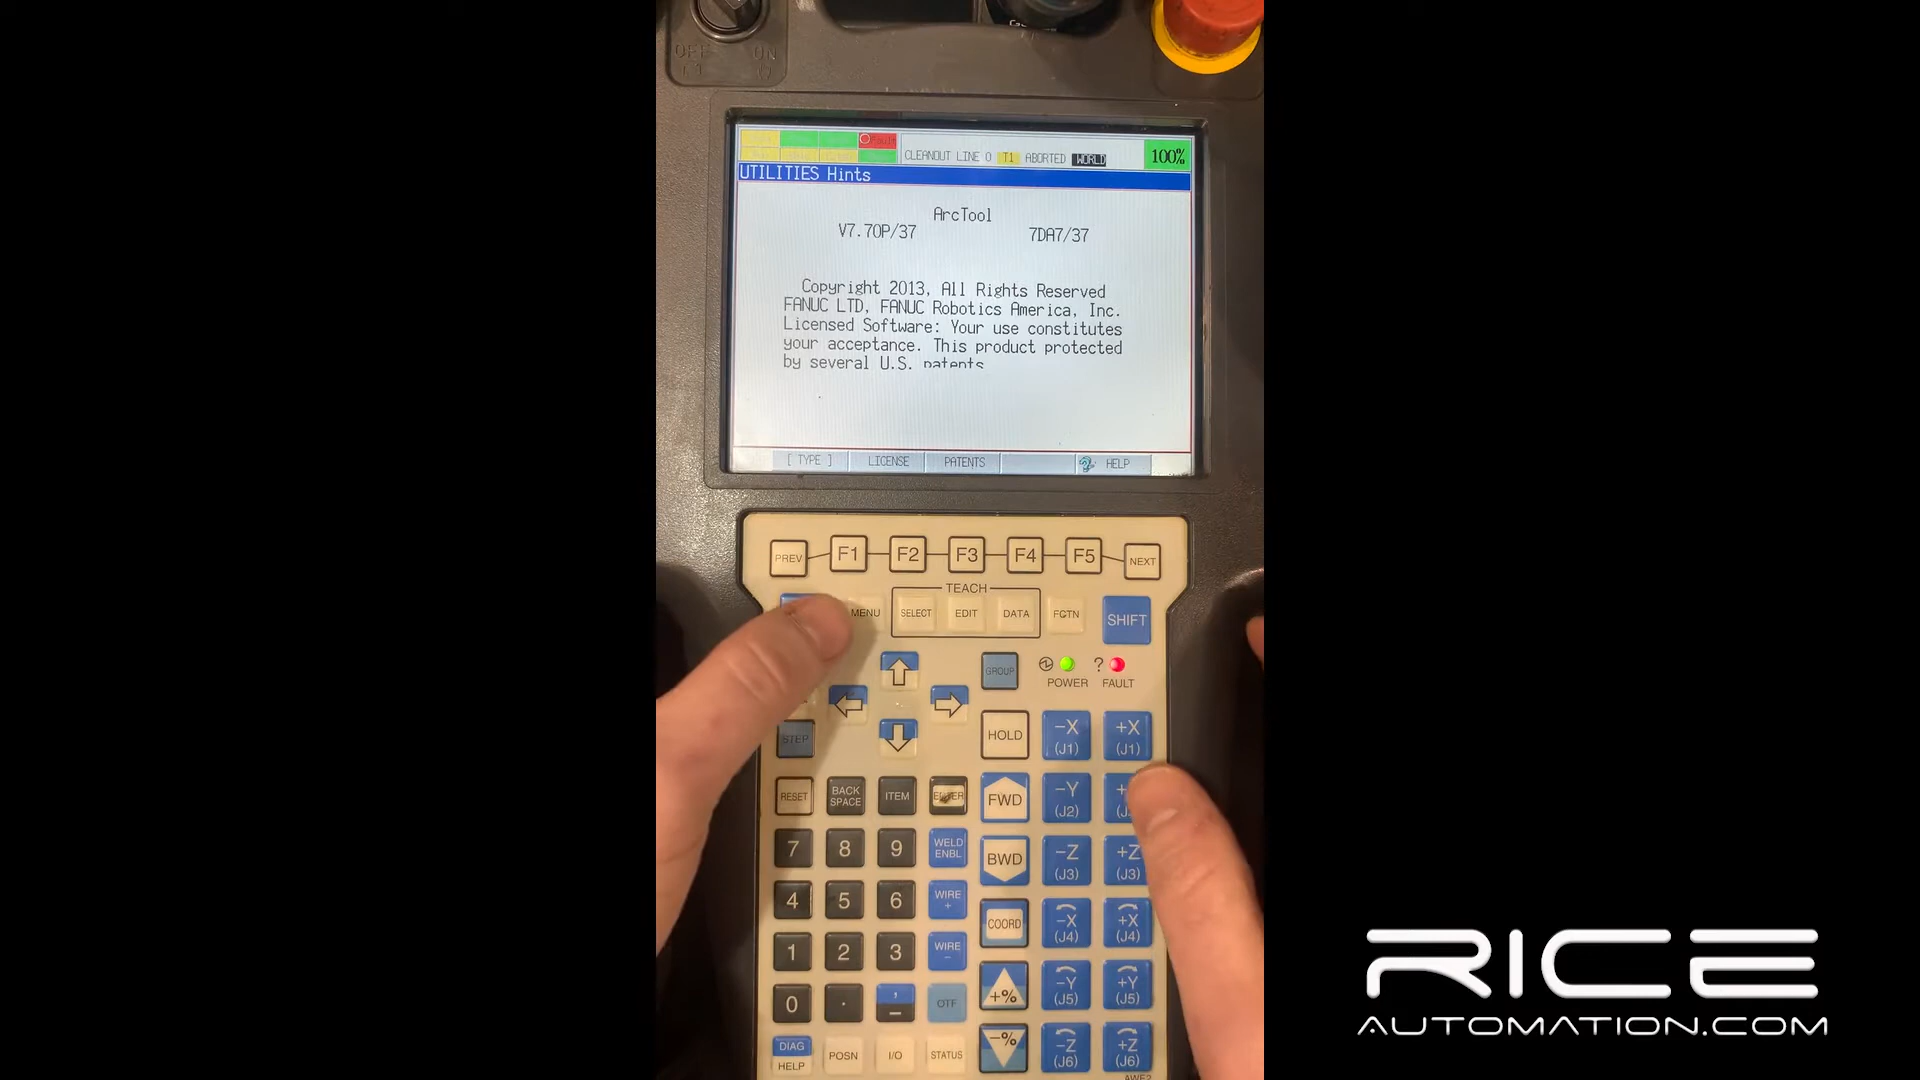 OFF ON
Fault
CLEANOUT LINE 0 T1 ABORTED WORLD
100%
UTILITIES Hints
ArcTool
V7.70P/37 7DA7/37
Copyright 2013, All Rights Reserved
FANUC LTD, FANUC Robotics America, Inc.
Licensed Software: Your use constitutes
your acceptance. This product protected
by several U.S. patents
[ TYPE ] LICENSE PATENTS HELP
PREV F1 F2 F3 F4 F5 NEXT
TEACH
MENU SELECT EDIT DATA FCTN SHIFT
GROUP
? 
POWER FAULT
STEP HOLD -X (J1) +X (J1)
RESET BACK SPACE ITEM ENTER FWD -Y (J2)
7 8 9 WELD ENBL BWD -Z (J3) +Z (J3)
4 5 6 WIRE + COORD -X (J4) +X (J4)
1 2 3 WIRE − +% -Y (J5) +Y (J5)
0 . , − OTF
-% -Z (J6) +Z (J6)
DIAG HELP POSN I/O STATUS
RICE
AUTOMATION.COM